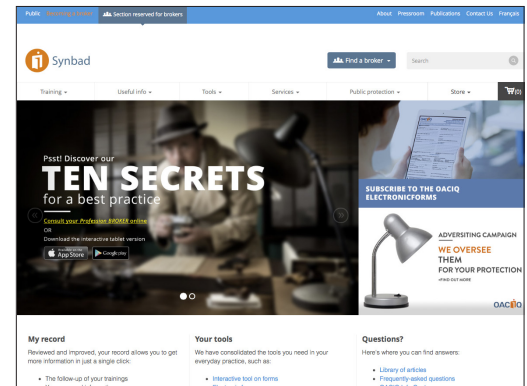 Public
Becoming a broker
Section reserved for brokers
About Pressroom Publications Contact Us Français
Synbad
Find a broker
Search
Training
Useful info
Tools
Services
Public protection
Store
(0)
Psst! Discover our
TEN SECRETS
for a best practice
Consult your Profession BROKER online
OR
Download the interactive tablet version
App Store
Google play
SUBSCRIBE TO THE OACIQ
ELECTRONICFORMS
ADVERSITING CAMPAIGN
WE OVERSEE
THEM
FOR YOUR PROTECTION
+FIND OUT MORE
OACIQ
My record
Reviewed and improved, your record allows you to get
more information in just a single click:
The follow-up of your trainings
Your tools
We have consolidated the tools you need in your
everyday practice, such as:
Interactive tool on forms
Questions?
Here's where you can find answers:
Library of articles
Frequently-asked questions